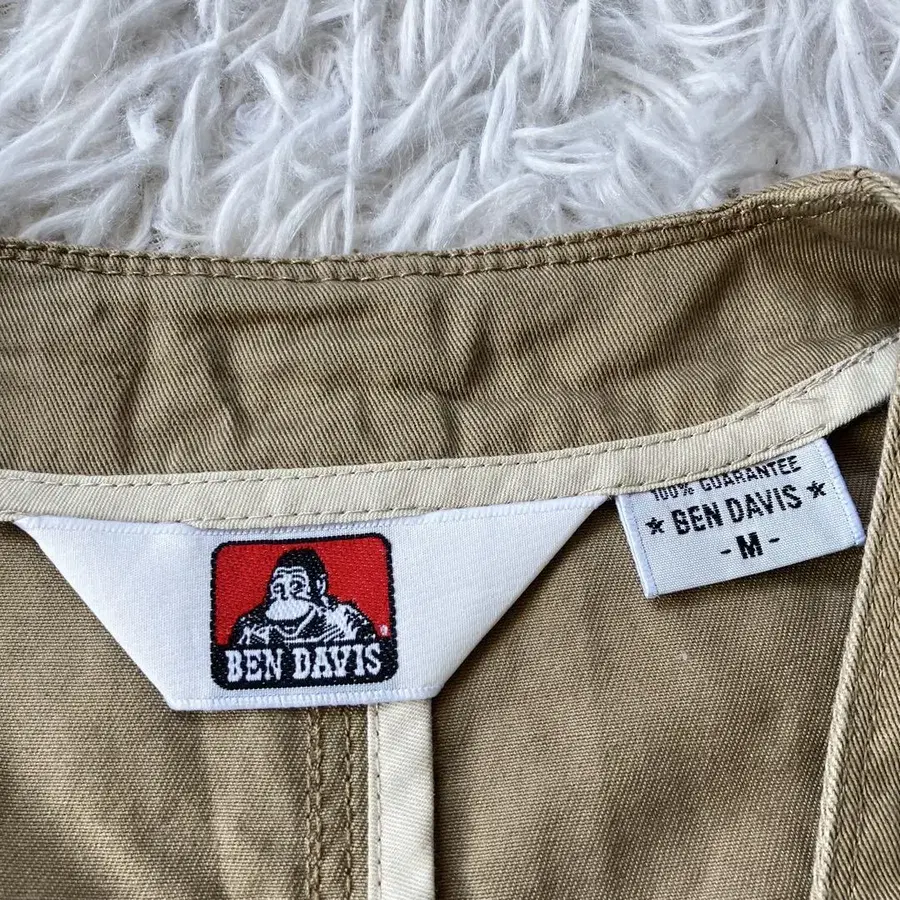 BEN DAVIS
®
100% GUARANTEE
★ BEN DAVIS ★
- M -